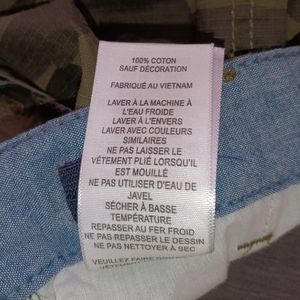 100% COTON
SAUF DÉCORATION
FABRIQUÉ AU VIETNAM
LAVER À LA MACHINE À
L'EAU FROIDE
LAVER À L'ENVERS
LAVER AVEC COULEURS
SIMILAIRES
NE PAS LAISSER LE
VÊTEMENT PLIÉ LORSQU'IL
EST MOUILLÉ
NE PAS UTILISER D'EAU DE
JAVEL
SÉCHER À BASSE
TEMPÉRATURE
REPASSER AU FER FROID
NE PAS REPASSER LE DESSIN
NE PAS NETTOYER À SEC
VEUILLEZ FAIRE